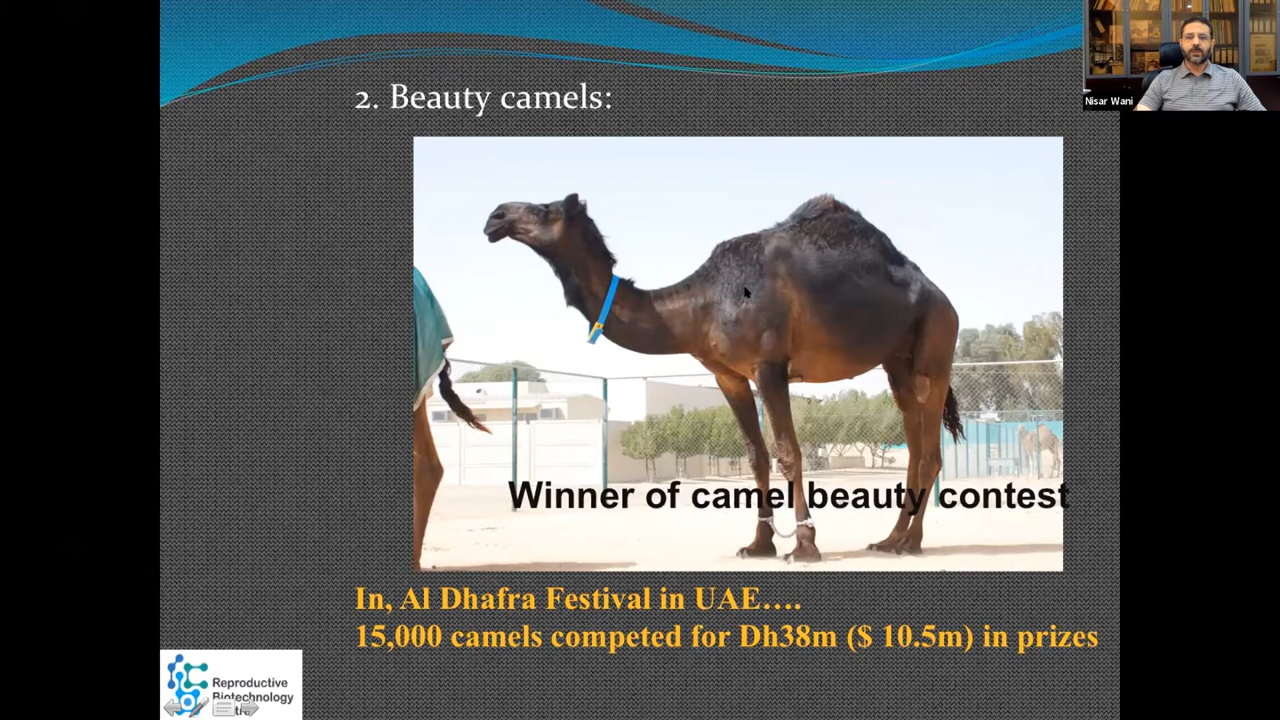 2. Beauty camels:
Nisar Wani
Winner of camel beauty contest
In, Al Dhafra Festival in UAE….
15,000 camels competed for Dh38m ($ 10.5m) in prizes
Reproductive
Biotechnology